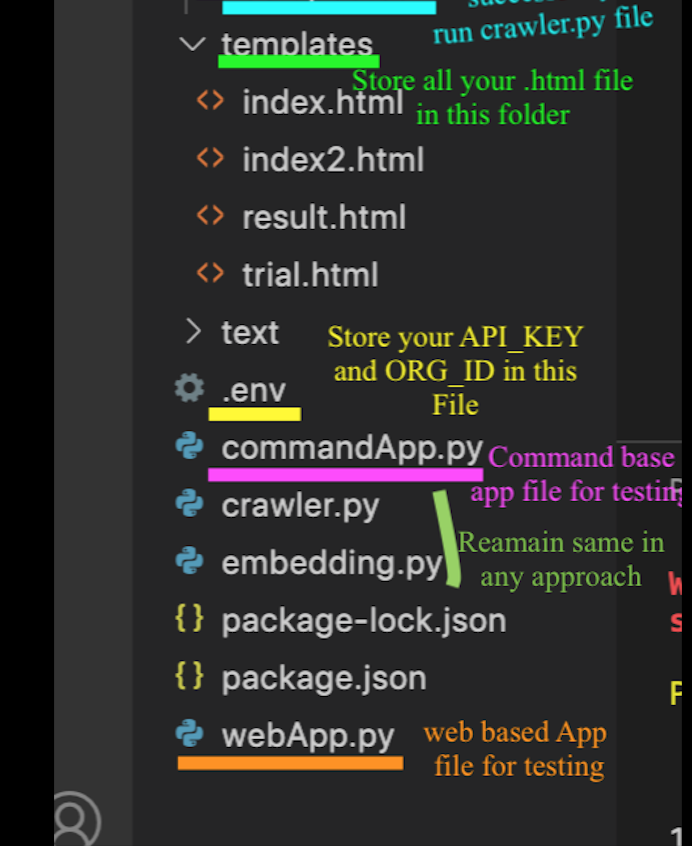 run crawler.py file
templates
Store all your .html file
in this folder
index.html
index2.html
result.html
trial.html
text
Store your API_KEY
and ORG_ID in this
File
.env
commandApp.py
Command base
app file for testing
crawler.py
Reamain same in
any approach
embedding.py
package-lock.json
package.json
webApp.py
web based App
file for testing